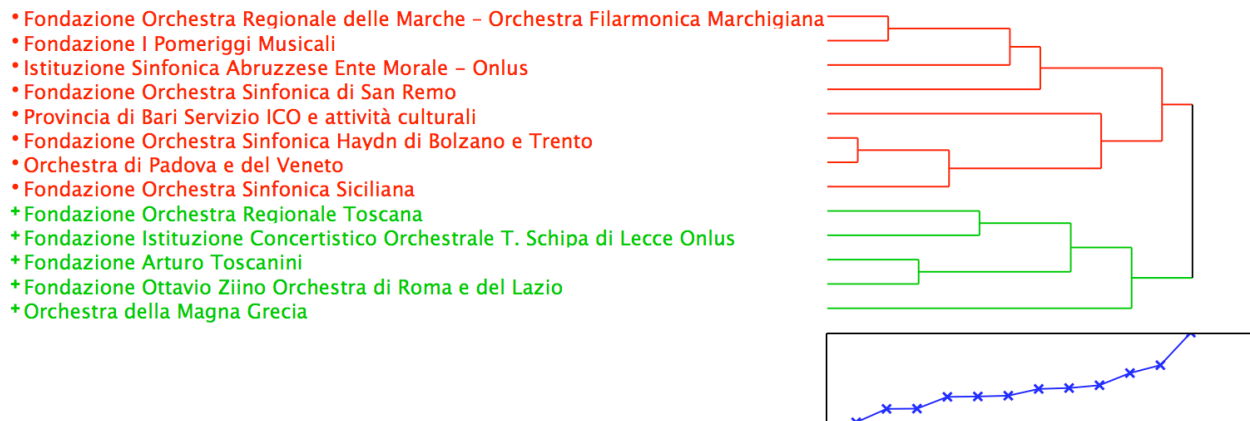 Fondazione Orchestra Regionale delle Marche – Orchestra Filarmonica Marchigiana
Fondazione I Pomeriggi Musicali
Istituzione Sinfonica Abruzzese Ente Morale – Onlus
Fondazione Orchestra Sinfonica di San Remo
Provincia di Bari Servizio ICO e attività culturali
Fondazione Orchestra Sinfonica Haydn di Bolzano e Trento
Orchestra di Padova e del Veneto
Fondazione Orchestra Sinfonica Siciliana
Fondazione Orchestra Regionale Toscana
Fondazione Istituzione Concertistico Orchestrale T. Schipa di Lecce Onlus
Fondazione Arturo Toscanini
Fondazione Ottavio Ziino Orchestra di Roma e del Lazio
Orchestra della Magna Grecia